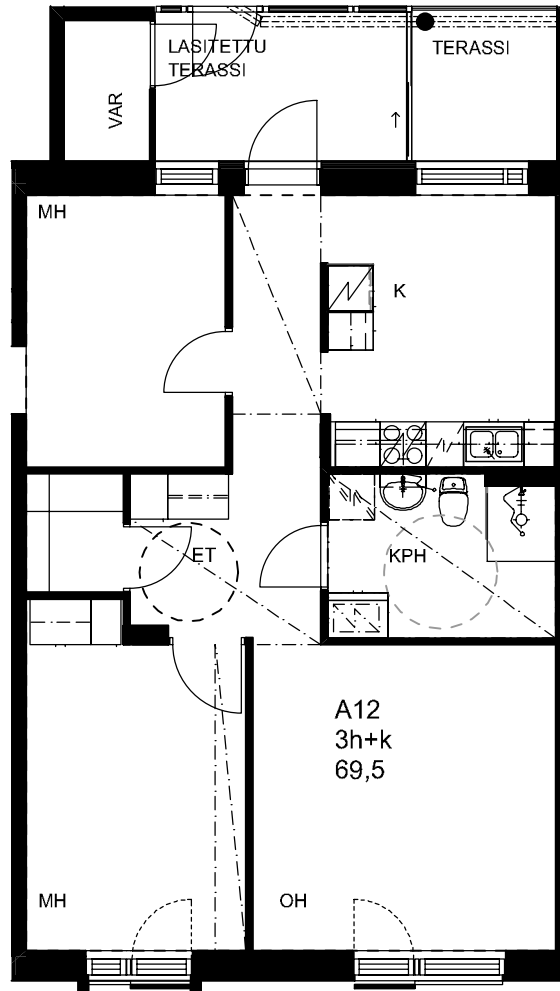 LASITETTU
TERASSI
TERASSI
VAR
MH
K
ET
KPH
A12
3h+k
69,5
MH
OH